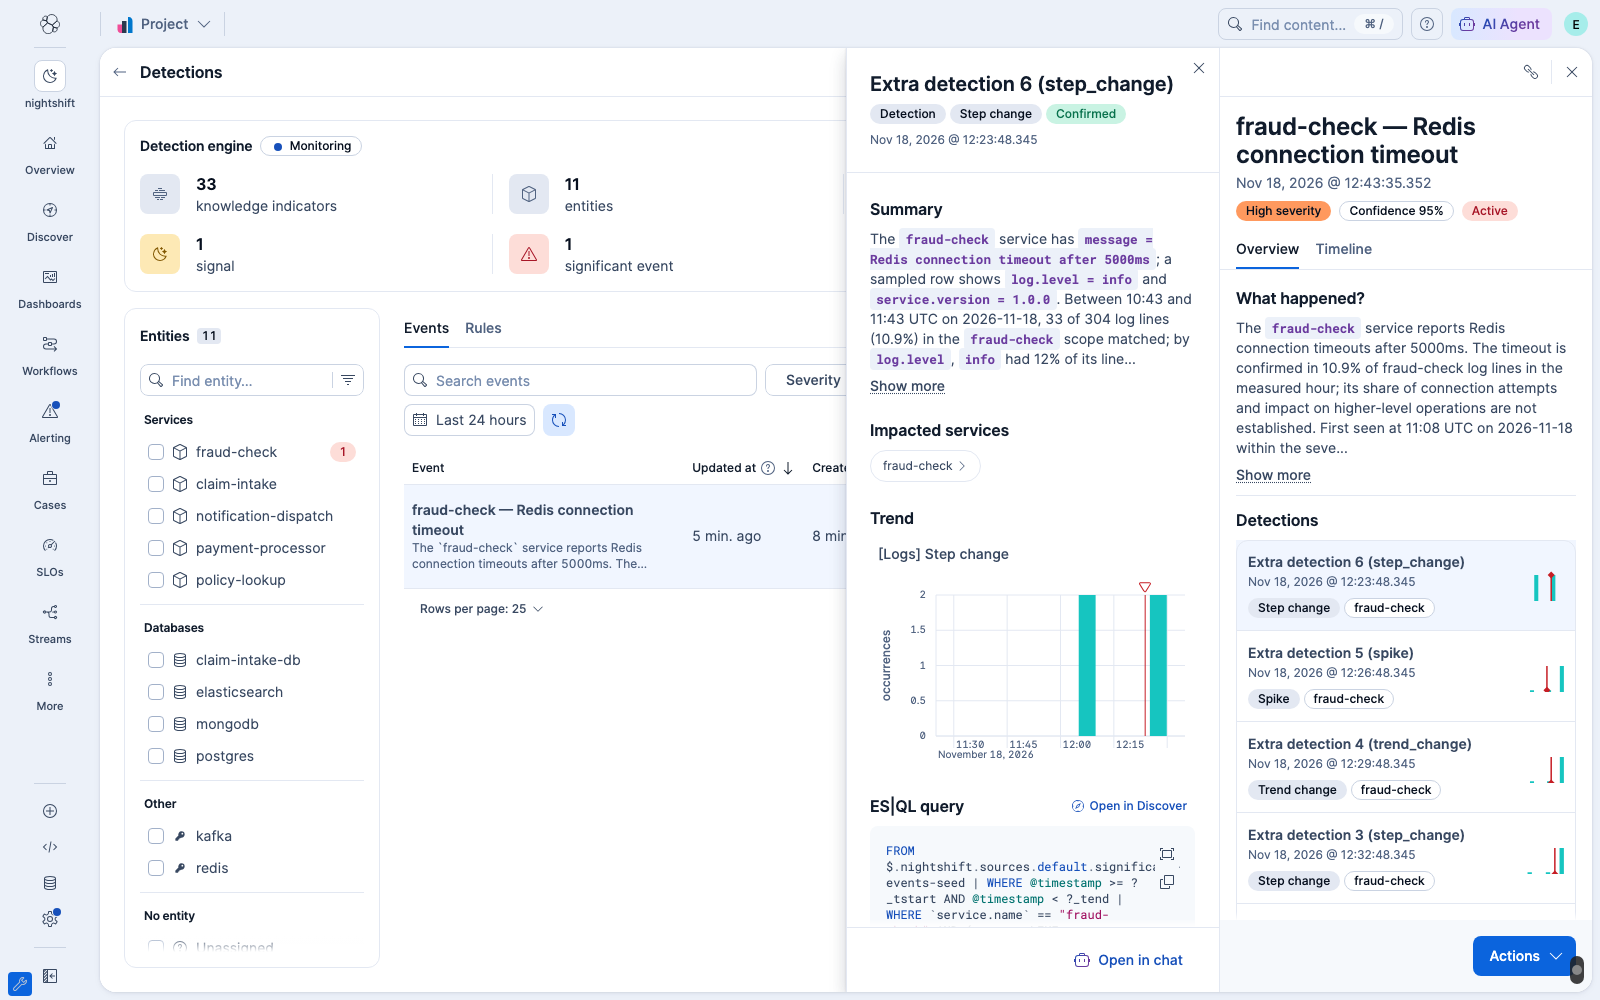 Project
Find content...
⌘ /
AI Agent
E
nightshift
Overview
Discover
Dashboards
Workflows
Alerting
Cases
SLOs
Streams
More
Detections
Detection engine
Monitoring
33
knowledge indicators
11
entities
1
signal
1
significant event
Entities 11
Find entity...
Services
fraud-check 1
claim-intake
notification-dispatch
payment-processor
policy-lookup
Databases
claim-intake-db
elasticsearch
mongodb
postgres
Other
kafka
redis
No entity
Unassigned
Events Rules
Search events
Severity
Last 24 hours
Event Updated at
fraud-check — Redis connection
timeout
The `fraud-check` service reports Redis
connection timeouts after 5000ms. The...
5 min. ago
8 min
Rows per page: 25
Extra detection 6 (step_change)
Detection Step change Confirmed
Nov 18, 2026 @ 12:23:48.345
Summary
The fraud-check service has message =
Redis connection timeout after 5000ms ; a
sampled row shows log.level = info and
service.version = 1.0.0 . Between 10:43 and
11:43 UTC on 2026-11-18, 33 of 304 log lines
(10.9%) in the fraud-check scope matched; by
log.level , info had 12% of its line...
Show more
Impacted services
fraud-check
Trend
[Logs] Step change
occurrences
2
1.5
1
0.5
0
11:30 11:45 12:00 12:15
November 18, 2026
ES|QL query
Open in Discover
FROM
$.nightshift.sources.default.significa
events-seed | WHERE @timestamp >= ?
_tstart AND @timestamp < ?_tend |
WHERE `service.name` == "fraud-
Open in chat
fraud-check — Redis
connection timeout
Nov 18, 2026 @ 12:43:35.352
High severity Confidence 95% Active
Overview Timeline
What happened?
The fraud-check service reports Redis
connection timeouts after 5000ms. The timeout is
confirmed in 10.9% of fraud-check log lines in the
measured hour; its share of connection attempts
and impact on higher-level operations are not
established. First seen at 11:08 UTC on 2026-11-18
within the seve...
Show more
Detections
Extra detection 6 (step_change)
Nov 18, 2026 @ 12:23:48.345
Step change fraud-check
Extra detection 5 (spike)
Nov 18, 2026 @ 12:26:48.345
Spike fraud-check
Extra detection 4 (trend_change)
Nov 18, 2026 @ 12:29:48.345
Trend change fraud-check
Extra detection 3 (step_change)
Nov 18, 2026 @ 12:32:48.345
Step change fraud-check
Actions